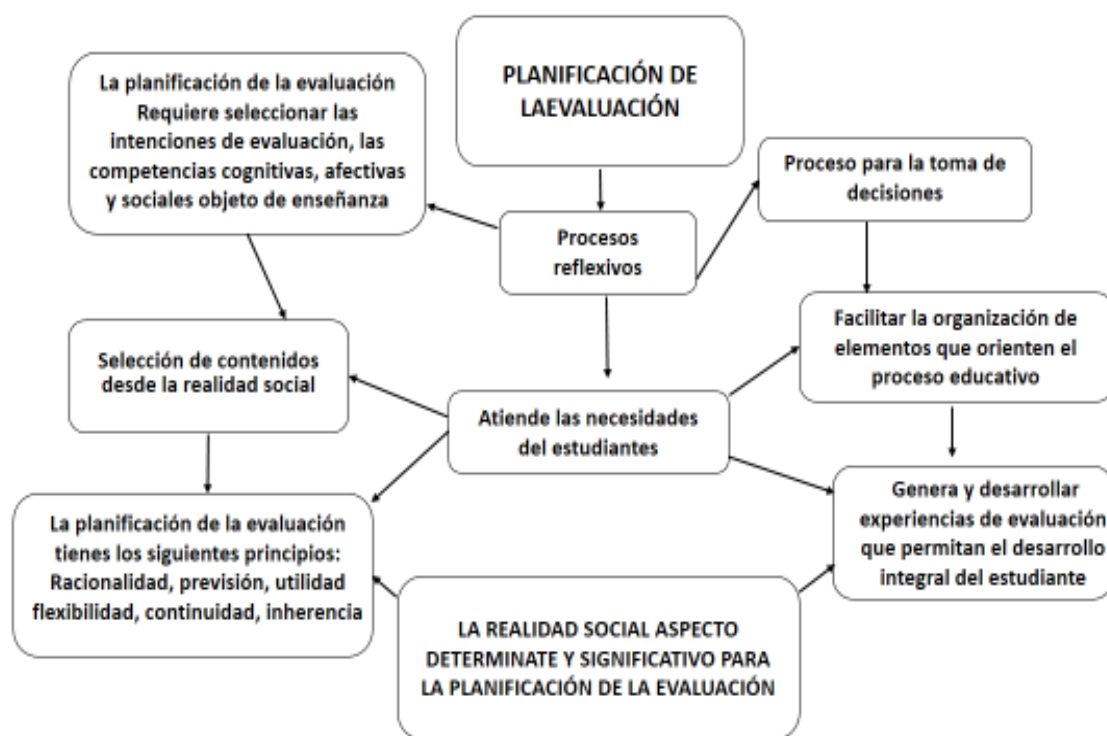 PLANIFICACIÓN DE
LAEVALUACIÓN
La planificación de la evaluación
Requiere seleccionar las
intenciones de evaluación, las
competencias cognitivas, afectivas
y sociales objeto de enseñanza
Proceso para la toma de
decisiones
Procesos
reflexivos
Facilitar la organización de
elementos que orienten el
proceso educativo
Selección de contenidos
desde la realidad social
Atiende las necesidades
del estudiantes
Genera y desarrollar
experiencias de evaluación
que permitan el desarrollo
integral del estudiante
La planificación de la evaluación
tienes los siguientes principios:
Racionalidad, previsión, utilidad
flexibilidad, continuidad, inherencia
LA REALIDAD SOCIAL ASPECTO
DETERMINATE Y SIGNIFICATIVO PARA
LA PLANIFICACIÓN DE LA EVALUACIÓN